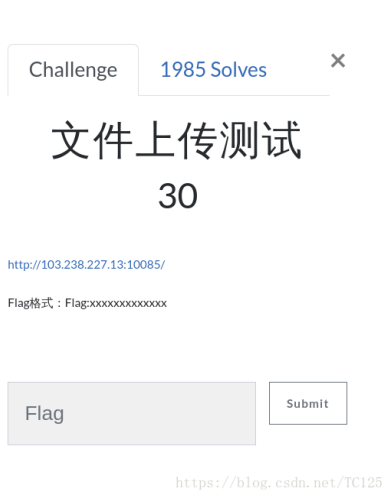 Challenge
1985 Solves
×
文件上传测试
30
http://103.238.227.13:10085/
Flag格式：Flag:xxxxxxxxxxxxx
Flag
Submit
https://blog.csdn.net/TC125